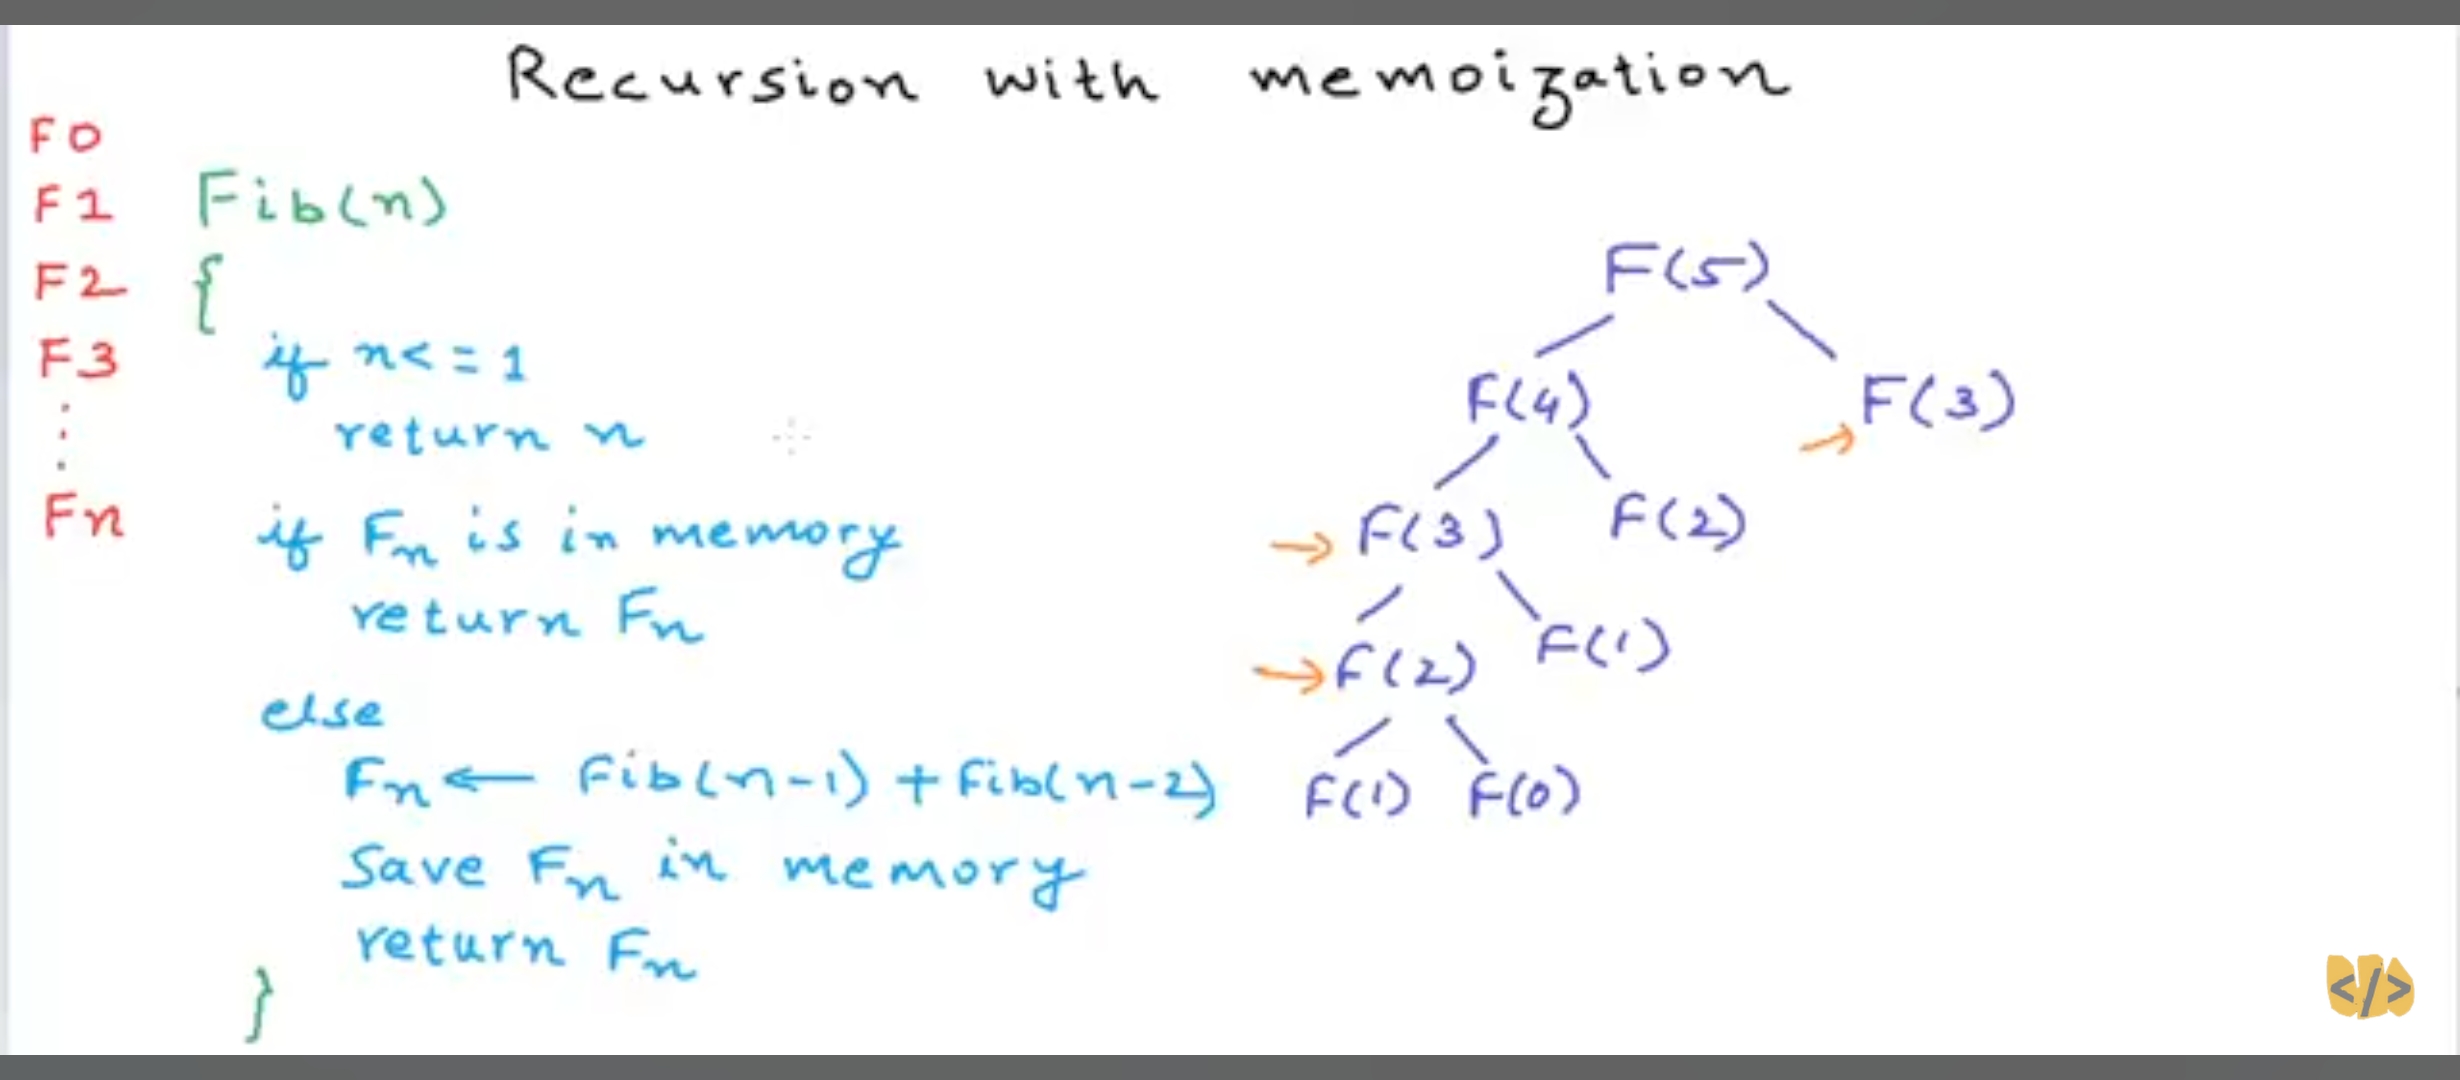 Recursion with memoization
F0
F1
F2
F3
⋮
Fn
Fib(n)
{
if n<=1
return n
if Fn is in memory
return Fn
else
Fn ← Fib(n-1) + Fib(n-2)
Save Fn in memory
return Fn
}
F(5)
F(4) → F(3)
→ F(3) F(2)
→ F(2) F(1)
F(1) F(0)
</>